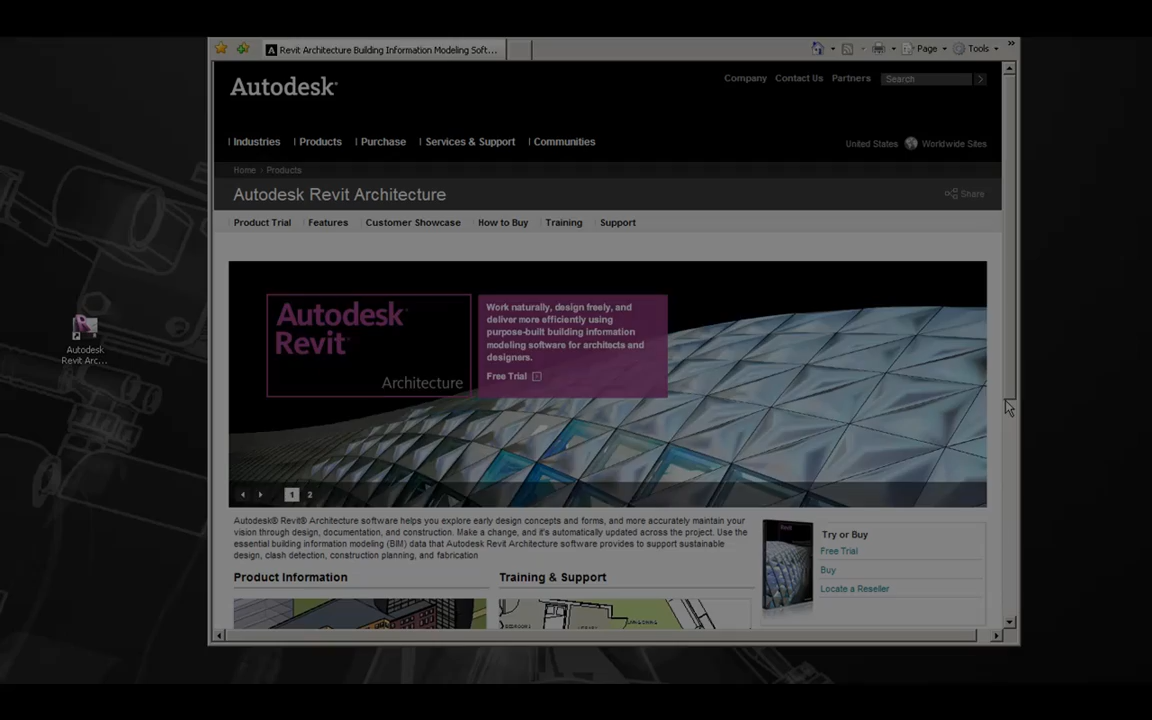 Revit Architecture Building Information Modeling Soft...
Page
Tools
Autodesk®
Company
Contact Us
Partners
Search
Industries
Products
Purchase
Services & Support
Communities
United States
Worldwide Sites
Home › Products
Autodesk Revit Architecture
Share
Product Trial
Features
Customer Showcase
How to Buy
Training
Support
Autodesk®
Revit®
Architecture
Work naturally, design freely, and
deliver more efficiently using
purpose-built building information
modeling software for architects and
designers.
Free Trial
Autodesk
Revit Arc...
1
2
Autodesk® Revit® Architecture software helps you explore early design concepts and forms, and more accurately maintain your
vision through design, documentation, and construction. Make a change, and it's automatically updated across the project. Use the
essential building information modeling (BIM) data that Autodesk Revit Architecture software provides to support sustainable
design, clash detection, construction planning, and fabrication
Try or Buy
Free Trial
Buy
Locate a Reseller
Product Information
Training & Support